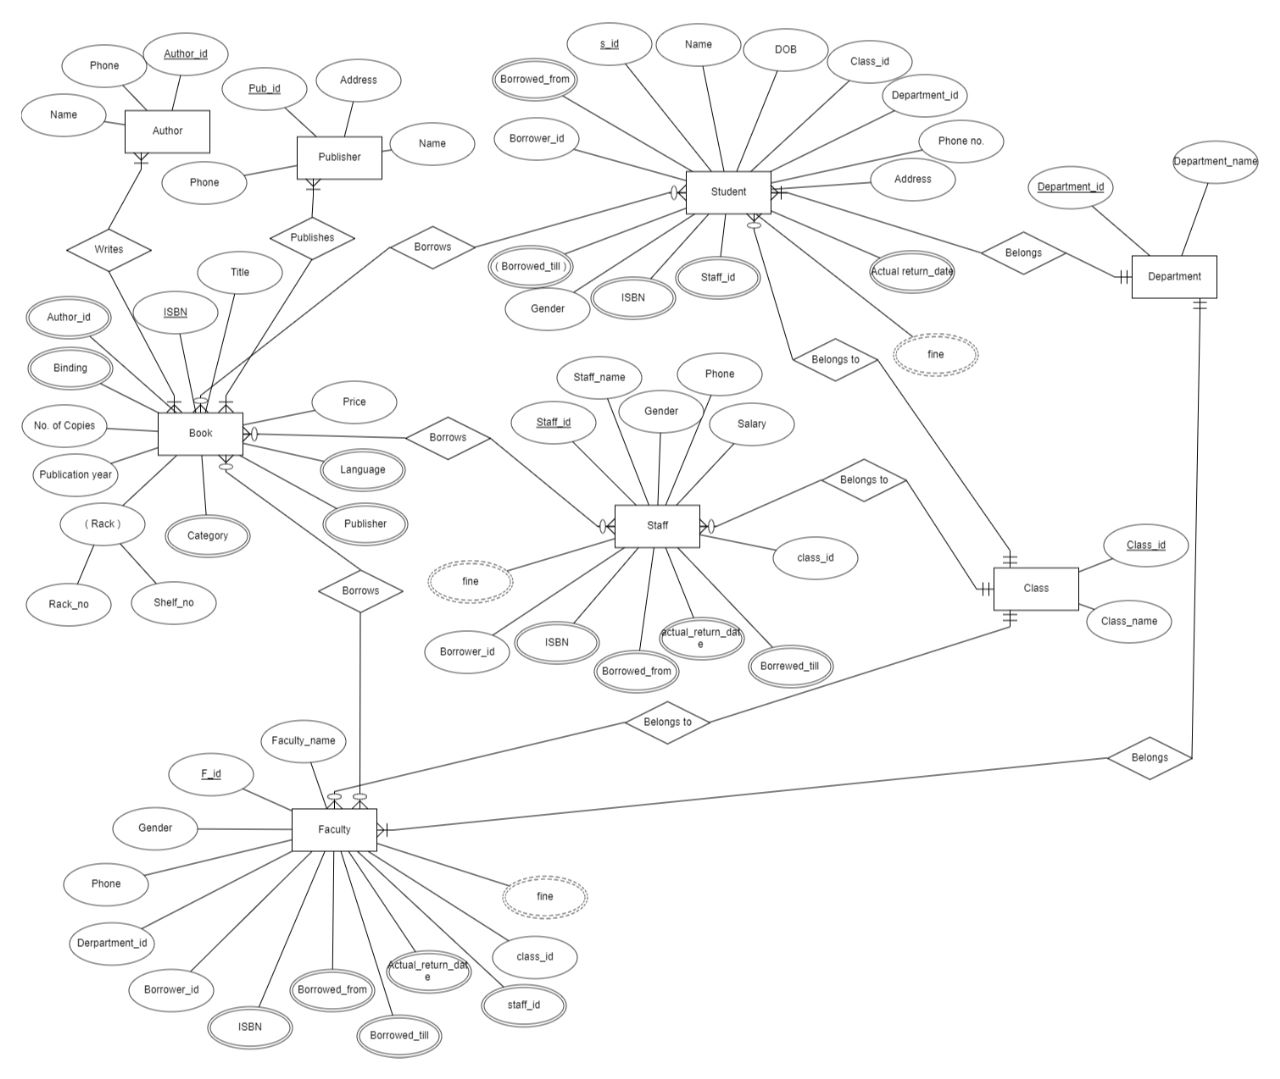 Author_id
Phone
Name
Author
Pub_id
Address
Name
Publisher
Phone
s_id
Name
DOB
Class_id
Borrowed_from
Department_id
Borrower_id
Phone no.
Address
Student
Department_name
Department_id
Department
Belongs
Writes
Publishes
Borrows
( Borrowed_till )
Gender
ISBN
Staff_id
Actual return_date
fine
Title
ISBN
Author_id
Binding
No. of Copies
Publication year
Book
Price
Language
Publisher
Category
( Rack )
Rack_no
Shelf_no
Borrows
Borrows
Belongs to
Staff_name
Phone
Gender
Staff_id
Salary
Staff
Belongs to
class_id
fine
Borrower_id
ISBN
Borrowed_from
actual_return_dat
e
Borrewed_till
Class_id
Class
Class_name
Belongs to
Belongs
Faculty_name
F_id
Gender
Faculty
Phone
Derpartment_id
Borrower_id
ISBN
Borrowed_from
Borrowed_till
Actual_return_dat
e
staff_id
class_id
fine